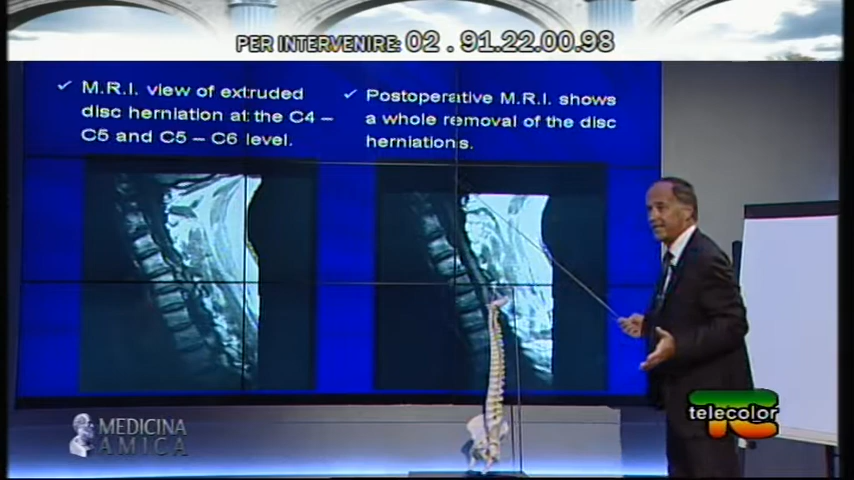 PER INTERVENIRE: 02 . 91.22.00.98
M.R.I. view of extruded
disc herniation at the C4 –
C5 and C5 – C6 level.
Postoperative M.R.I. shows
a whole removal of the disc
herniations.
MEDICINA
AMICA
telecolor